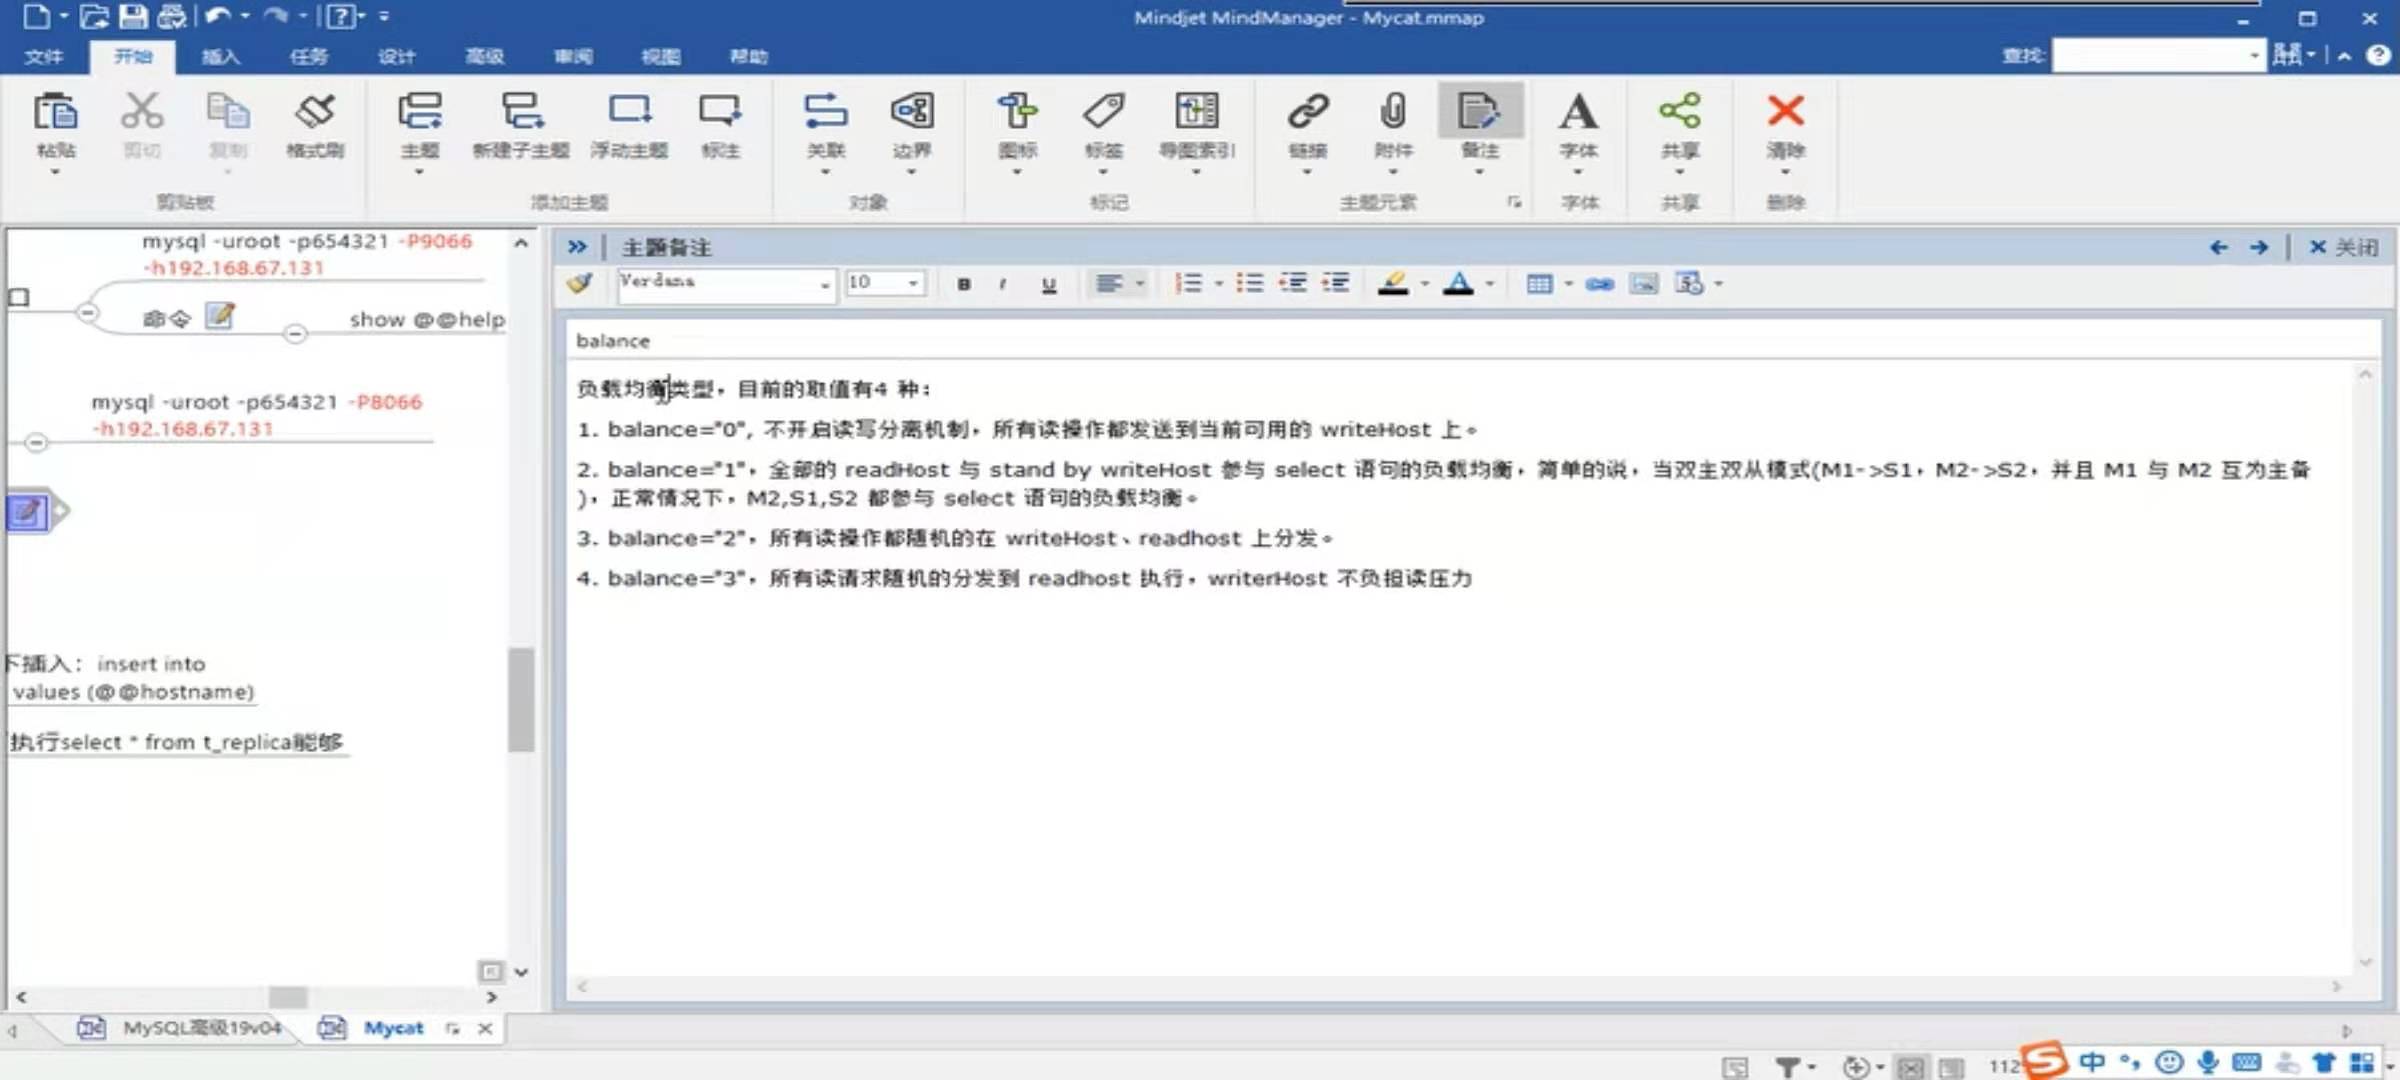 Mindjet MindManager - Mycat.mmap
文件 开始 插入 任务 设计 高级 审阅 视图 帮助 查找:
粘贴 剪切 复制 格式刷 主题 新建子主题 浮动主题 标注 关联 边界 图标 标签 导图索引 链接 附件 备注 字体 共享 清除
剪贴板 添加主题 对象 标记 主题元素 字体 共享 删除
mysql -uroot -p654321 -P9066
-h192.168.67.131
命令
show @@help
mysql -uroot -p654321 -P8066
-h192.168.67.131
下插入: insert into
values (@@hostname)
执行select * from t_replica能够
主题备注 关闭
Verdana 10 B I U
balance
负载均衡类型，目前的取值有4 种：
1. balance="0", 不开启读写分离机制，所有读操作都发送到当前可用的 writeHost 上。
2. balance="1"，全部的 readHost 与 stand by writeHost 参与 select 语句的负载均衡，简单的说，当双主双从模式(M1->S1，M2->S2，并且 M1 与 M2 互为主备
)，正常情况下，M2,S1,S2 都参与 select 语句的负载均衡。
3. balance="2"，所有读操作都随机的在 writeHost、readhost 上分发。
4. balance="3"，所有读请求随机的分发到 readhost 执行，writerHost 不负担读压力
MySQL高级19v04 Mycat
112
中